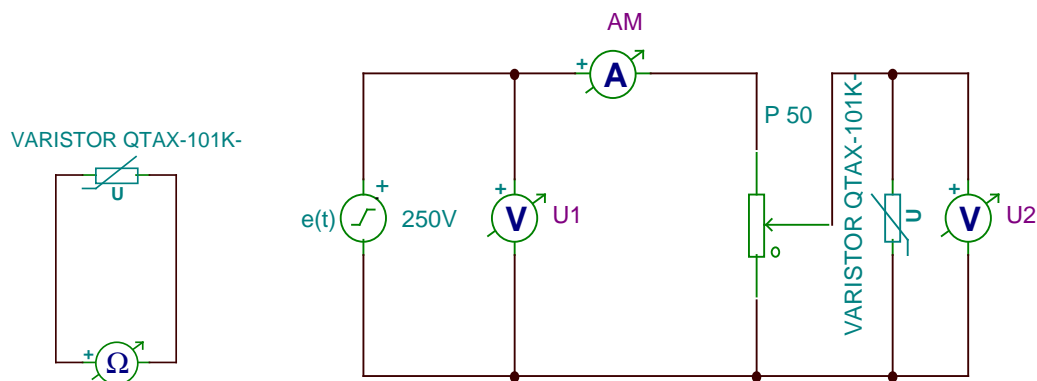 AM
+
A
P 50
VARISTOR QTAX-101K-
U
+
Ω
e(t)
+
250V
+
V
U1
o
VARISTOR QTAX-101K-
U
+
V
U2